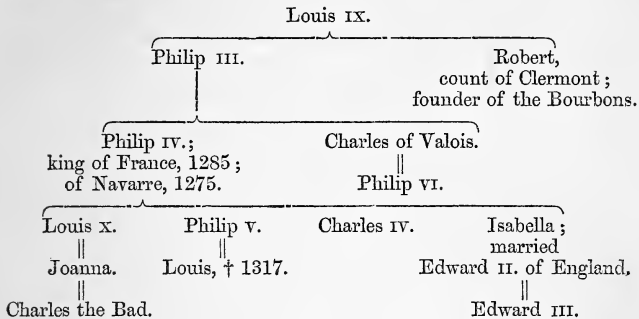 Louis IX.
Philip III.
Robert,
count of Clermont;
founder of the Bourbons.
Philip IV.;
king of France, 1285;
of Navarre, 1275.
Charles of Valois.
Philip VI.
Louis X.
Philip V.
Charles IV.
Isabella;
married
Joanna.
Louis, † 1317.
Edward II. of England,
Charles the Bad.
Edward III.